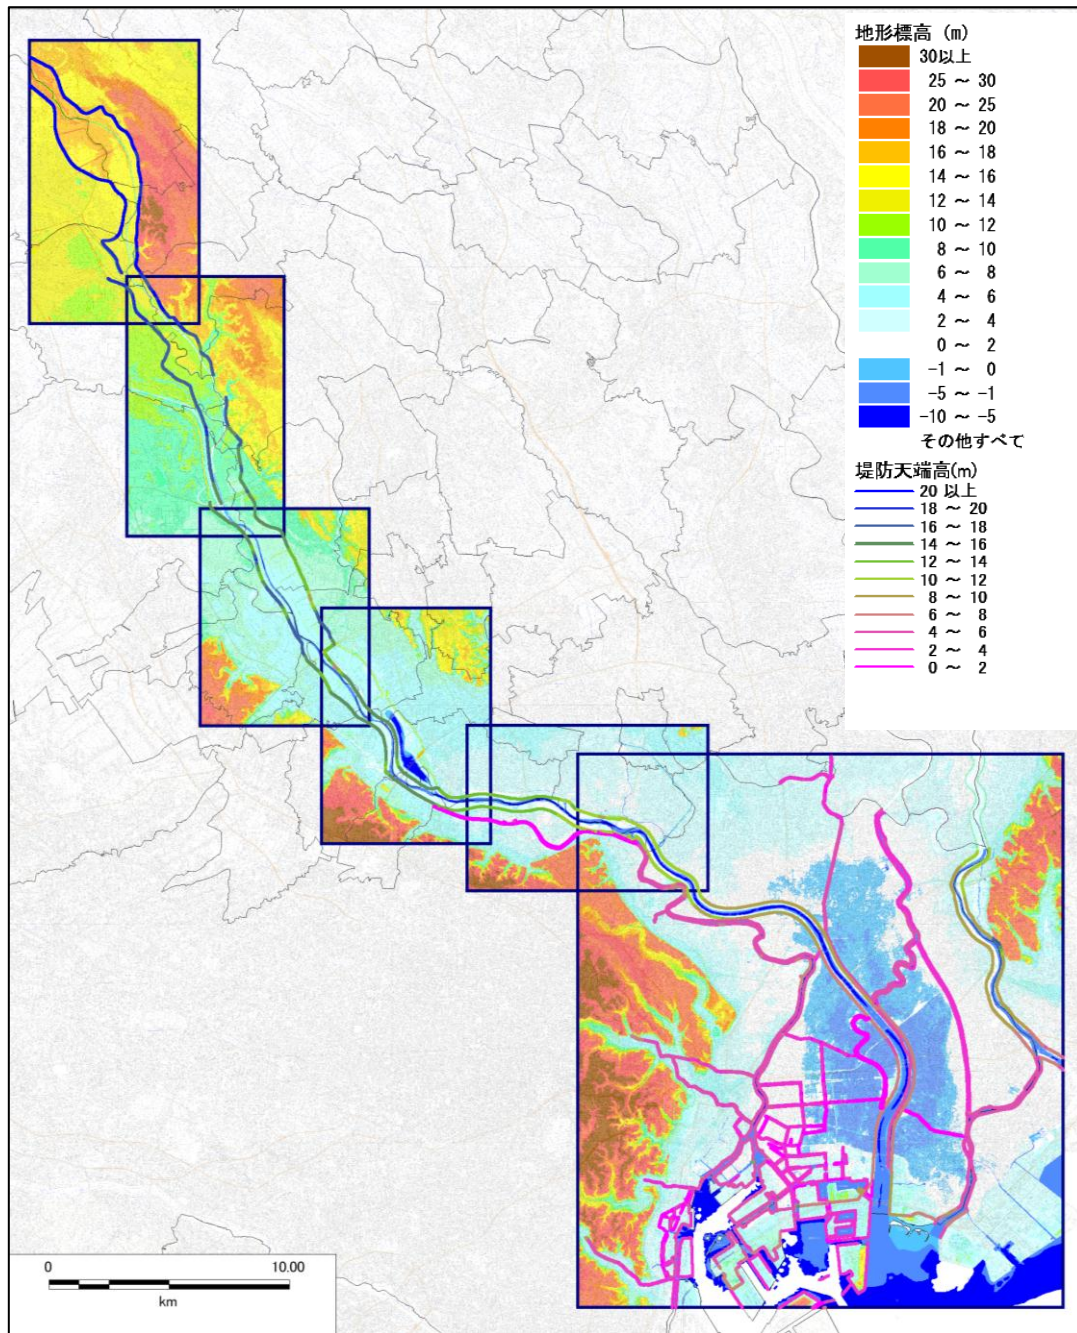 地形標高 (m)
30以上
25 ～ 30
20 ～ 25
18 ～ 20
16 ～ 18
14 ～ 16
12 ～ 14
10 ～ 12
8 ～ 10
6 ～ 8
4 ～ 6
2 ～ 4
0 ～ 2
-1 ～ 0
-5 ～ -1
-10 ～ -5
その他すべて
堤防天端高(m)
20 以上
18 ～ 20
16 ～ 18
14 ～ 16
12 ～ 14
10 ～ 12
8 ～ 10
6 ～ 8
4 ～ 6
2 ～ 4
0 ～ 2
0 10.00
km